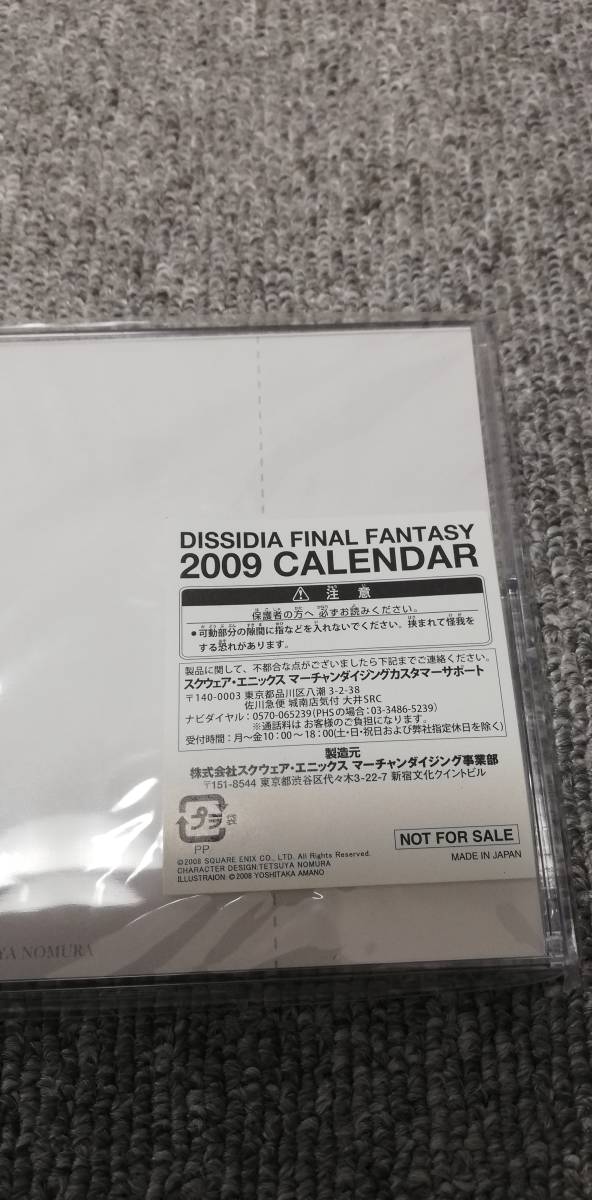 DISSIDIA FINAL FANTASY
2009 CALENDAR
注意
保護者の方へ 必ずお読みください。
●可動部分の隙間に指などを入れないでください。挟まれて怪我を
する恐れがあります。
製品に関して、不都合な点がございましたら下記までご連絡ください。
スクウェア・エニックス マーチャンダイジングカスタマーサポート
〒140-0003 東京都品川区八潮 3-2-38
佐川急便 城南店気付 大井SRC
ナビダイヤル：0570-065239(PHSの場合：03-3486-5239)
※通話料は お客様のご負担になります。
受付時間：月〜金10：00〜18：00(土・日・祝日および弊社指定休日を除く)
製造元
株式会社スクウェア・エニックス マーチャンダイジング事業部
〒151-8544 東京都渋谷区代々木3-22-7 新宿文化クイントビル
プラ
袋
PP
NOT FOR SALE
MADE IN JAPAN
©2008 SQUARE ENIX CO., LTD. All Rights Reserved.
CHARACTER DESIGN:TETSUYA NOMURA
ILLUSTRAION ©2008 YOSHITAKA AMANO
YA NOMURA